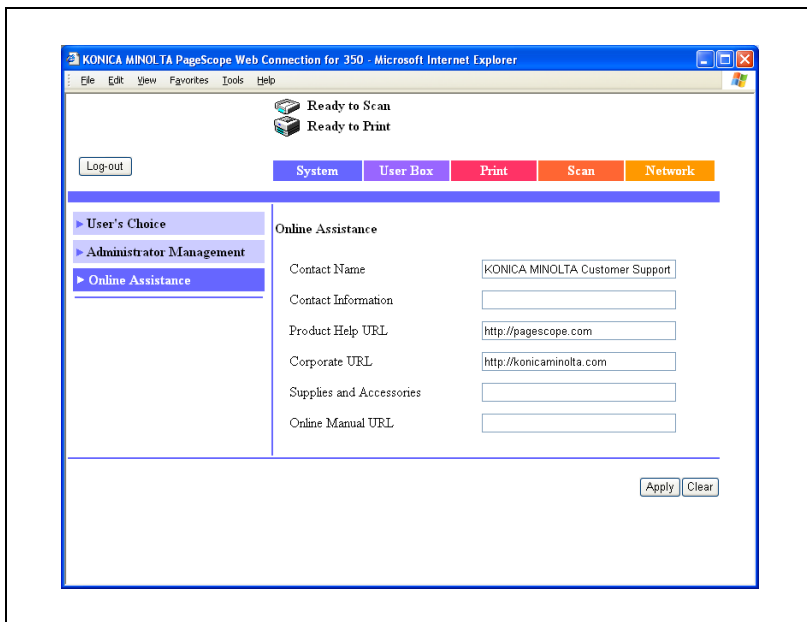 KONICA MINOLTA PageScope Web Connection for 350 - Microsoft Internet Explorer
File Edit View Favorites Tools Help
Ready to Scan
Ready to Print
Log-out
System User Box Print Scan Network
User's Choice
Administrator Management
Online Assistance
Online Assistance
Contact Name KONICA MINOLTA Customer Support
Contact Information
Product Help URL http://pagescope.com
Corporate URL http://konicaminolta.com
Supplies and Accessories
Online Manual URL
Apply Clear